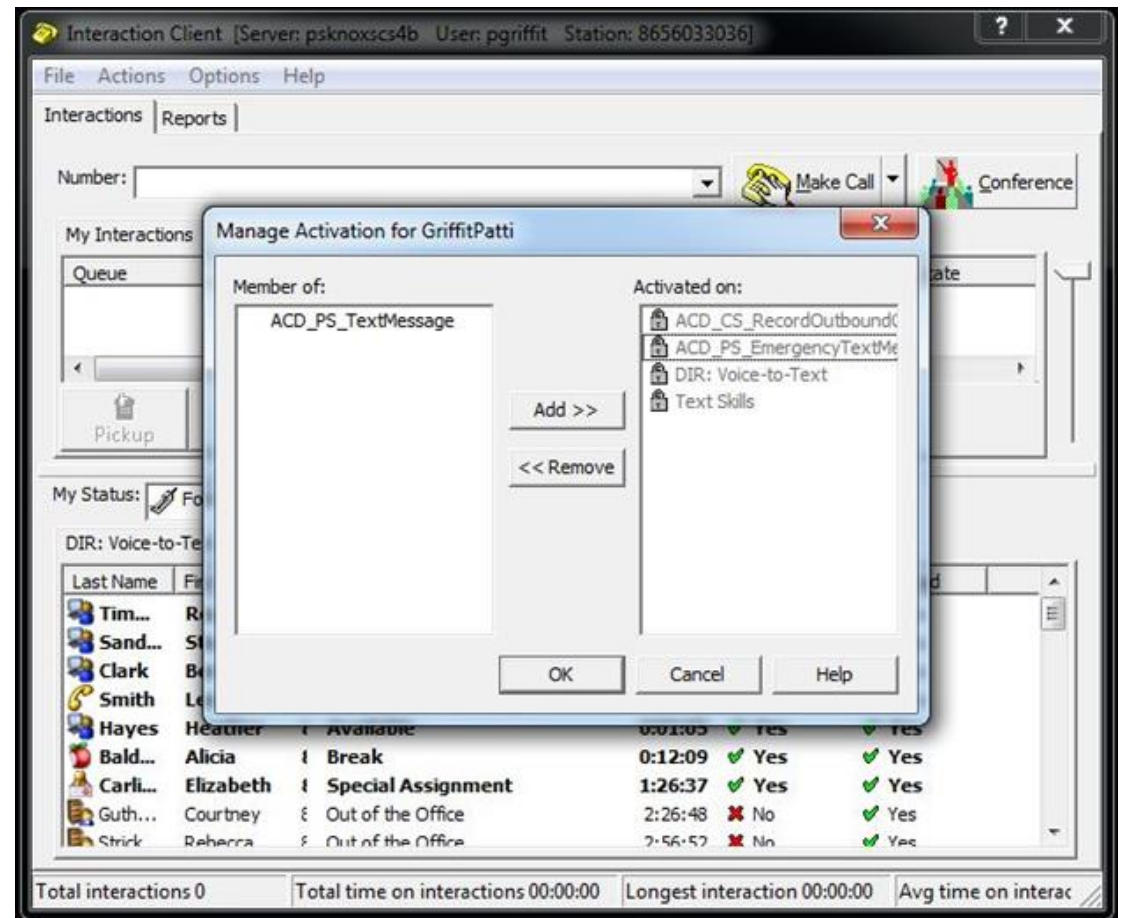 Interaction Client [Server: psknoxscs4b User: pgriffit Station: 8656033036]
? X
File Actions Options Help
Interactions Reports
Number: Make Call Conference
My Interactions
Queue
Pickup
Manage Activation for GriffitPatti
Member of: Activated on:
ACD_PS_TextMessage
ACD_CS_RecordOutbound
ACD_PS_EmergencyTextMe
DIR: Voice-to-Text
Text Skills
Add >>
<< Remove
OK Cancel Help
My Status: Fo
DIR: Voice-to-Te
Last Name
Tim...
Sand...
Clark
Smith
Hayes Heather Available 0:01:05 Yes Yes
Bald... Alicia Break 0:12:09 Yes Yes
Carli... Elizabeth Special Assignment 1:26:37 Yes Yes
Guth... Courtney Out of the Office 2:26:48 No Yes
Strick Rebecca Out of the Office 2:56:52 No Yes
Total interactions 0 Total time on interactions 00:00:00 Longest interaction 00:00:00 Avg time on interac